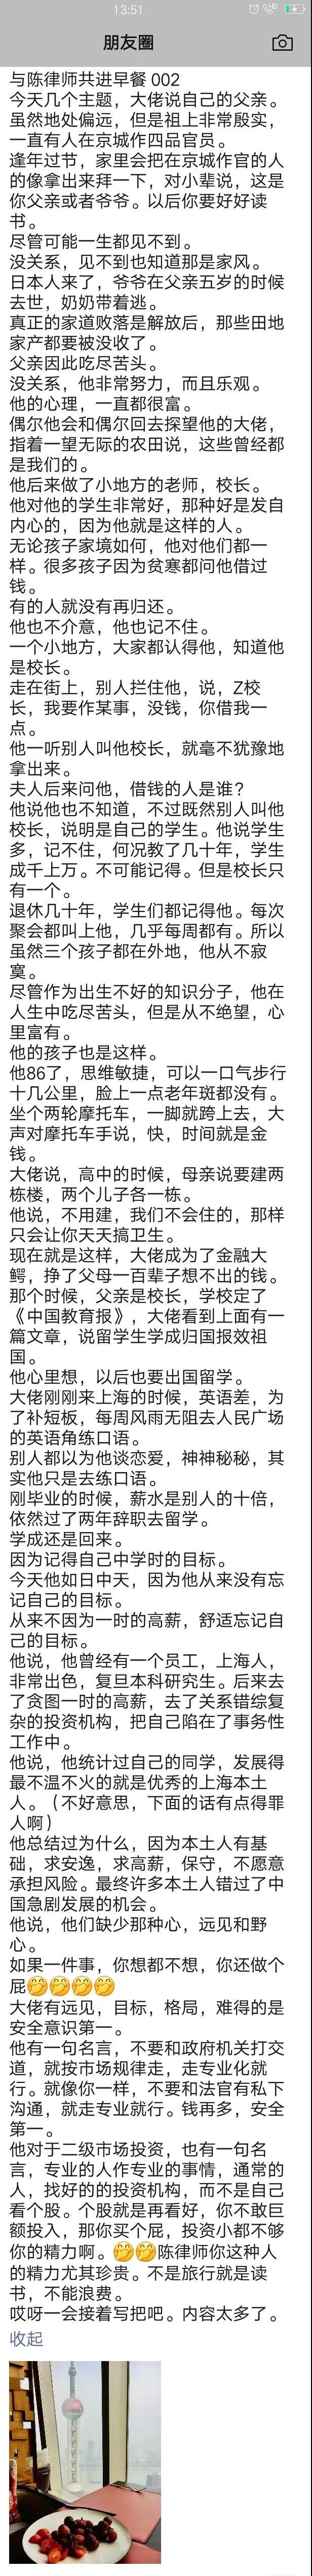 13:51
朋友圈
与陈律师共进早餐 002
今天几个主题，大佬说自己的父亲。
虽然地处偏远，但是祖上非常殷实，
一直有人在京城作四品官员。
逢年过节，家里会把在京城作官的人
的像拿出来拜一下，对小辈说，这是
你父亲或者爷爷。以后你要好好读
书。
尽管可能一生都见不到。
没关系，见不到也知道那是家风。
日本人来了，爷爷在父亲五岁的时候
去世，奶奶带着逃。
真正的家道败落是解放后，那些田地
家产都要被没收了。
父亲因此吃尽苦头。
没关系，他非常努力，而且乐观。
他的心理，一直都很富。
偶尔他会和偶尔回去探望他的大佬，
指着一望无际的农田说，这些曾经都
是我们的。
他后来做了小地方的老师，校长。
他对他的学生非常好，那种好是发自
内心的，因为他就是这样的人。
无论孩子家境如何，他对他们都一
样。很多孩子因为贫寒都问他借过
钱。
有的人就没有再归还。
他也不介意，他也记不住。
一个小地方，大家都认得他，知道他
是校长。
走在街上，别人拦住他，说，Z校
长，我要作某事，没钱，你借我一
点。
他一听别人叫他校长，就毫不犹豫地
拿出来。
夫人后来问他，借钱的人是谁？
他说他也不知道，不过既然别人叫他
校长，说明是自己的学生。他说学生
多，记不住，何况教了几十年，学生
成千上万。不可能记得。但是校长只
有一个。
退休几十年，学生们都记得他。每次
聚会都叫上他，几乎每周都有。所以
虽然三个孩子都在外地，他从不寂
寞。
尽管作为出生不好的知识分子，他在
人生中吃尽苦头，但是从不绝望，心
里富有。
他的孩子也是这样。
他86了，思维敏捷，可以一口气步行
十几公里，脸上一点老年斑都没有。
坐个两轮摩托车，一脚就跨上去，大
声对摩托车手说，快，时间就是金
钱。
大佬说，高中的时候，母亲说要建两
栋楼，两个儿子各一栋。
他说，不用建，我们不会住的，那样
只会让你天天搞卫生。
现在就是这样，大佬成为了金融大
鳄，挣了父母一百辈子想不出的钱。
那个时候，父亲是校长，学校定了
《中国教育报》，大佬看到上面有一
篇文章，说留学生学成归国报效祖
国。
他心里想，以后也要出国留学。
大佬刚刚来上海的时候，英语差，为
了补短板，每周风雨无阻去人民广场
的英语角练口语。
别人都以为他谈恋爱，神神秘秘，其
实他只是去练口语。
刚毕业的时候，薪水是别人的十倍，
依然过了两年辞职去留学。
学成还是回来。
因为记得自己中学时的目标。
今天他如日中天，因为他从来没有忘
记自己的目标。
从来不因为一时的高薪，舒适忘记自
己的目标。
他说，他曾经有一个员工，上海人，
非常出色，复旦本科研究生。后来去
了贪图一时的高薪，去了关系错综复
杂的投资机构，把自己陷在了事务性
工作中。
他说，他统计过自己的同学，发展得
最不温不火的就是优秀的上海本土
人。（不好意思，下面的话有点得罪
人啊）
他总结过为什么，因为本土人有基
础，求安逸，求高薪，保守，不愿意
承担风险。最终许多本土人错过了中
国急剧发展的机会。
他说，他们缺少那种心，远见和野
心。
如果一件事，你想都不想，你还做个
屁🤭🤭🤭🤭
大佬有远见，目标，格局，难得的是
安全意识第一。
他有一句名言，不要和政府机关打交
道，就按市场规律走，走专业化就
行。就像你一样，不要和法官有私下
沟通，就走专业就行。钱再多，安全
第一。
他对于二级市场投资，也有一句名
言，专业的人作专业的事情，通常的
人，找好的的投资机构，而不是自己
看个股。个股就是再看好，你不敢巨
额投入，那你买个屁，投资小都不够
你的精力啊。🤭🤭陈律师你这种人
的精力尤其珍贵。不是旅行就是读
书，不能浪费。
哎呀一会接着写把吧。内容太多了。
收起